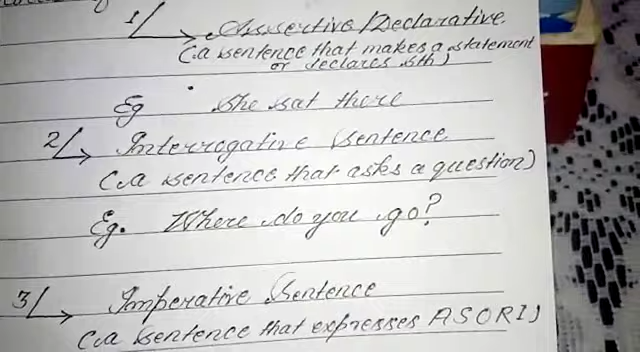 1/ Assertive/Declarative
(a sentence that makes a statement
or declares sth)
Eg She sat there
2/ Interrogative Sentence
(a sentence that asks a question)
Eg. Where do you go?
3/ Imperative Sentence
(a sentence that expresses ASORI)